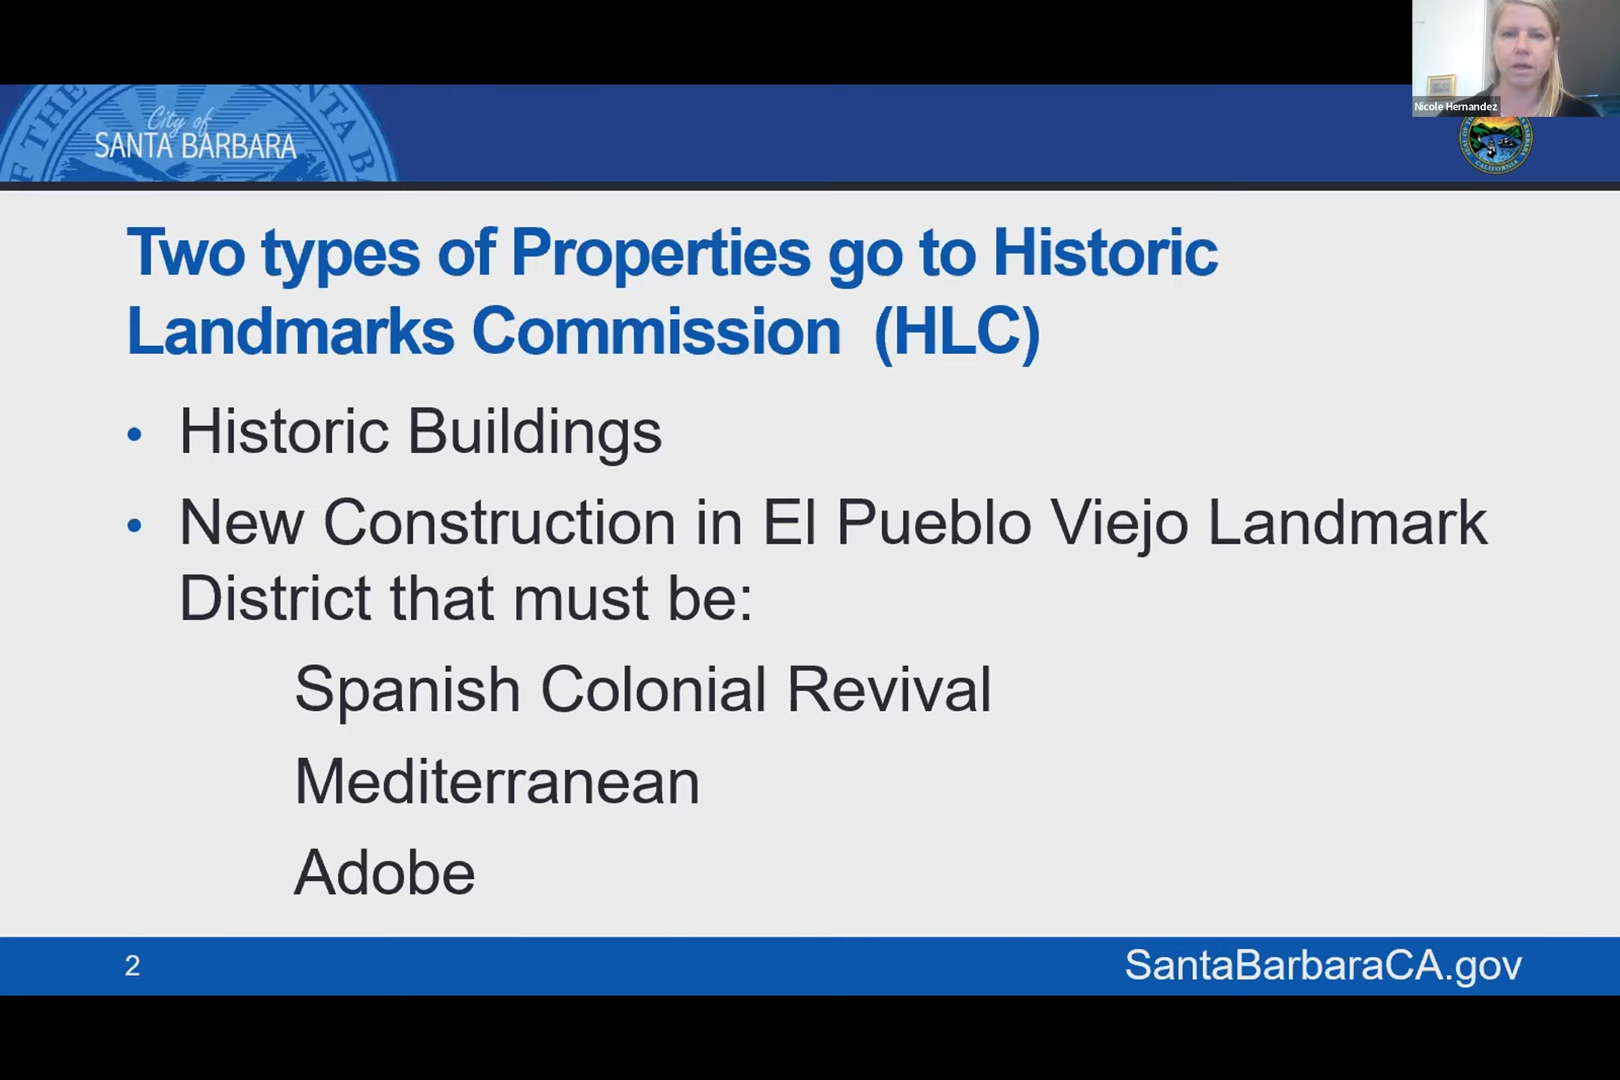 Nicole Hernandez
City of
SANTA BARBARA
Two types of Properties go to Historic
Landmarks Commission (HLC)
• Historic Buildings
• New Construction in El Pueblo Viejo Landmark
District that must be:
Spanish Colonial Revival
Mediterranean
Adobe
2
SantaBarbaraCA.gov